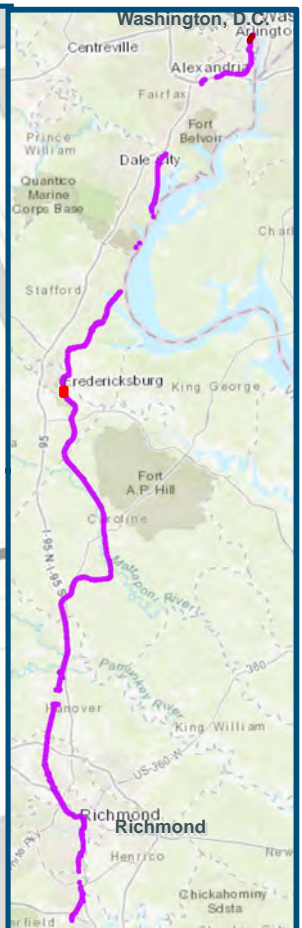 Washington, D.C.
Centreville
Alexandria
Fairfax
Fort
Belvoir
Prince
William
Dale City
Quantico
Marine
Corps Base
Stafford
Fredericksburg
King George
95
Fort
A.P. Hill
Caroline
I-95 N I-95 S
Mattaponi River
Pamunkey River
360
Hanover
King William
US-360-W
Richmond
Richmond
Henrico
New
Chickahominy
Sdsta